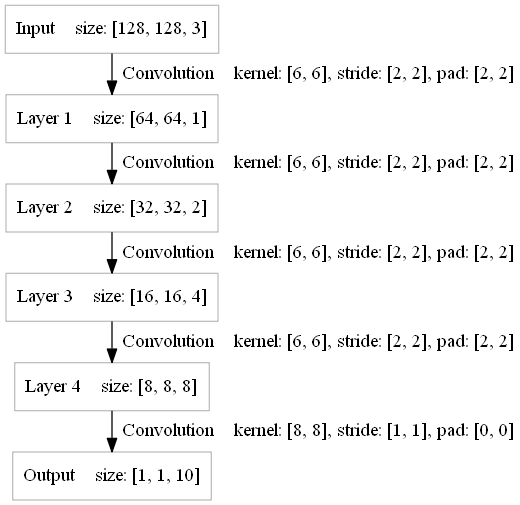 Input size: [128, 128, 3]
Convolution kernel: [6, 6], stride: [2, 2], pad: [2, 2]
Layer 1 size: [64, 64, 1]
Convolution kernel: [6, 6], stride: [2, 2], pad: [2, 2]
Layer 2 size: [32, 32, 2]
Convolution kernel: [6, 6], stride: [2, 2], pad: [2, 2]
Layer 3 size: [16, 16, 4]
Convolution kernel: [6, 6], stride: [2, 2], pad: [2, 2]
Layer 4 size: [8, 8, 8]
Convolution kernel: [8, 8], stride: [1, 1], pad: [0, 0]
Output size: [1, 1, 10]